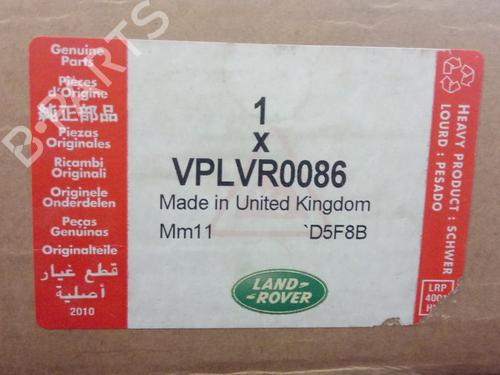 Genuine
Parts
Pièces
d'Origine
純正部品
Piezas
Originales
Ricambi
Originali
Originele
Onderdelen
Peças
Genuinas
Originalteile
قطع غيار
أصلية
2010
1
x
VPLVR0086
Made in United Kingdom
Mm11 `D5F8B
LAND
ROVER
HEAVY PRODUCT : SCHWER
LOURD : PESADO
LRP
B-PARTS